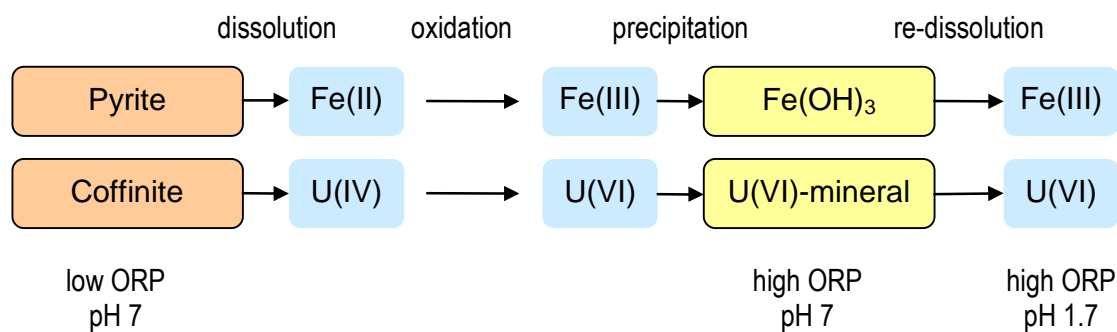 dissolution oxidation precipitation re-dissolution
Pyrite Fe(II) Fe(III) Fe(OH)₃ Fe(III)
Coffinite U(IV) U(VI) U(VI)-mineral U(VI)
low ORP high ORP high ORP
pH 7 pH 7 pH 1.7